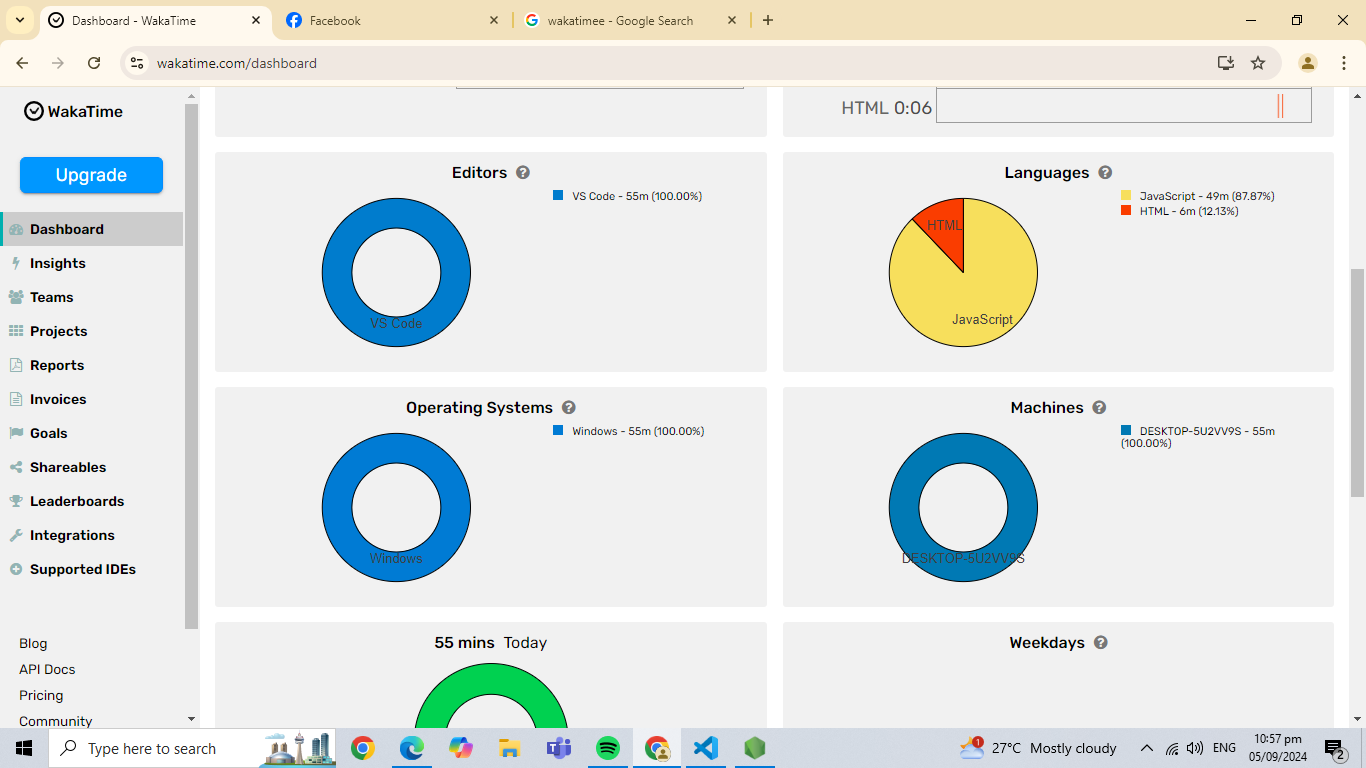 Dashboard - WakaTime
Facebook
wakatimee - Google Search
wakatime.com/dashboard
WakaTime
Upgrade
Dashboard
Insights
Teams
Projects
Reports
Invoices
Goals
Shareables
Leaderboards
Integrations
Supported IDEs
Blog
API Docs
Pricing
Community
HTML 0:06
Editors ?
VS Code - 55m (100.00%)
VS Code
Languages ?
JavaScript - 49m (87.87%)
HTML - 6m (12.13%)
HTML
JavaScript
Operating Systems ?
Windows - 55m (100.00%)
Windows
Machines ?
DESKTOP-5U2VV9S - 55m
(100.00%)
DESKTOP-5U2VV9S
55 mins Today
Weekdays ?
Type here to search
1
27°C Mostly cloudy
ENG
10:57 pm
05/09/2024
2